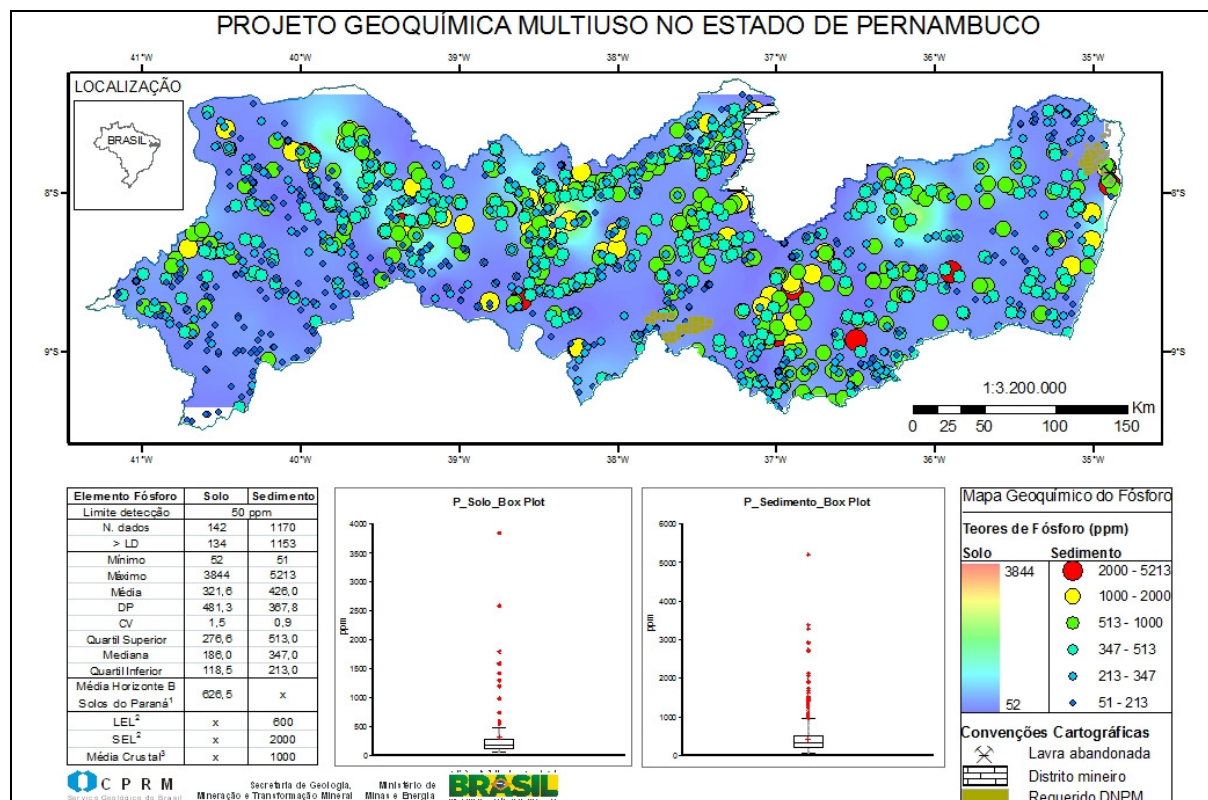 PROJETO GEOQUÍMICA MULTIUSO NO ESTADO DE PERNAMBUCO
41°W 40°W 39°W 38°W 37°W 36°W 35°W
LOCALIZAÇÃO
BRASIL
8°S 8°S
9°S 9°S
1:3.200.000
Km
0 25 50 100 150
41°W 40°W 39°W 38°W 37°W 36°W 35°W
Elemento Fósforo Solo Sedimento
Limite detecção 50 ppm
N. dados 142 1170
> LD 134 1153
Mínimo 52 51
Máximo 3844 5213
Média 321,6 426,0
DP 481,3 367,8
CV 1,5 0,9
Quartil Superior 276,6 513,0
Mediana 186,0 347,0
Quartil Inferior 118,5 213,0
Média Horizonte B
Solos do Paraná¹ 626,5 x
LEL² x 600
SEL² x 2000
Média Crustal³ x 1000
P_Solo_Box Plot
4000
3500
3000
2500
2000
1500
1000
500
0
ppm
P_Sedimento_Box Plot
6000
5000
4000
3000
2000
1000
0
ppm
Mapa Geoquímico do Fósforo
Teores de Fósforo (ppm)
Solo Sedimento
3844
52
2000 - 5213
1000 - 2000
513 - 1000
347 - 513
213 - 347
51 - 213
Convenções Cartográficas
Lavra abandonada
Distrito mineiro
Requerido DNPM
CPRM
Serviço Geológico do Brasil
Secretaria de Geologia,
Mineração e Transformação Mineral
Ministério de
Minas e Energia
BRASIL